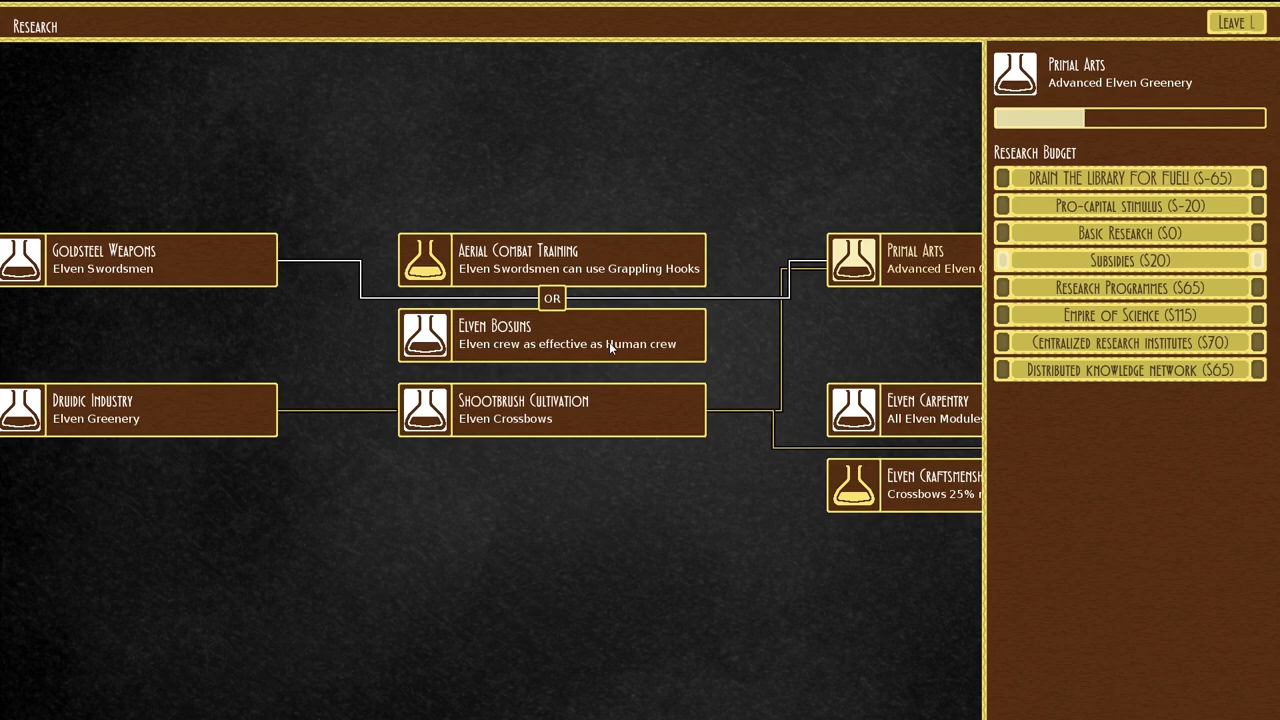 Research
Leave L
Goldsteel Weapons
Elven Swordsmen
Aerial Combat Training
Elven Swordsmen can use Grappling Hooks
Primal Arts
Advanced Elven
OR
Elven Bosuns
Elven crew as effective as Human crew
Druidic Industry
Elven Greenery
Shootbrush Cultivation
Elven Crossbows
Elven Carpentry
All Elven Modules
Elven Craftsmensh
Crossbows 25%
Primal Arts
Advanced Elven Greenery
Research Budget
DRAIN THE LIBRARY FOR FUEL! (S-65)
Pro-capital stimulus (S-20)
Basic Research (S0)
Subsidies (S20)
Research Programmes (S65)
Empire of Science (S115)
Centralized research institutes (S70)
Distributed knowledge network (S65)